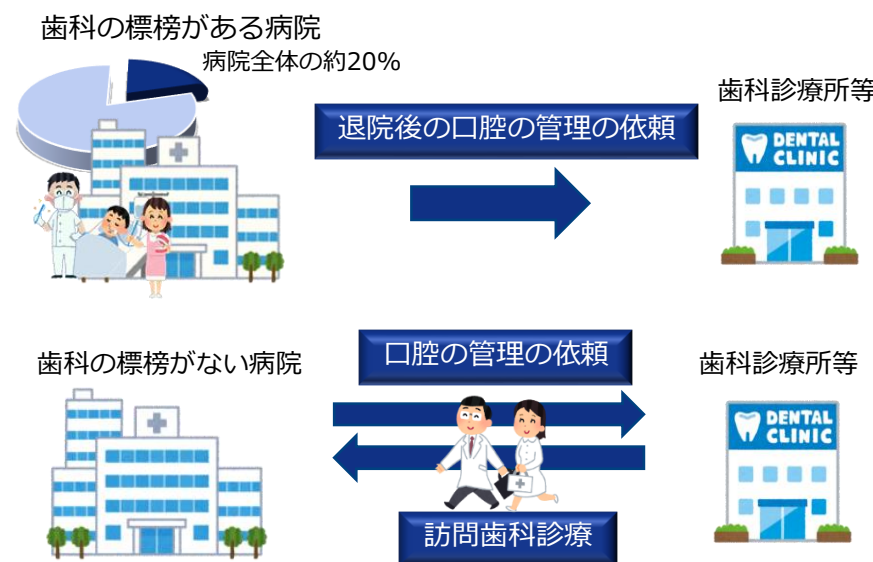 歯科の標榜がある病院
病院全体の約20%
退院後の口腔の管理の依頼
歯科診療所等
DENTAL
CLINIC
歯科の標榜がない病院
口腔の管理の依頼
歯科診療所等
DENTAL
CLINIC
訪問歯科診療